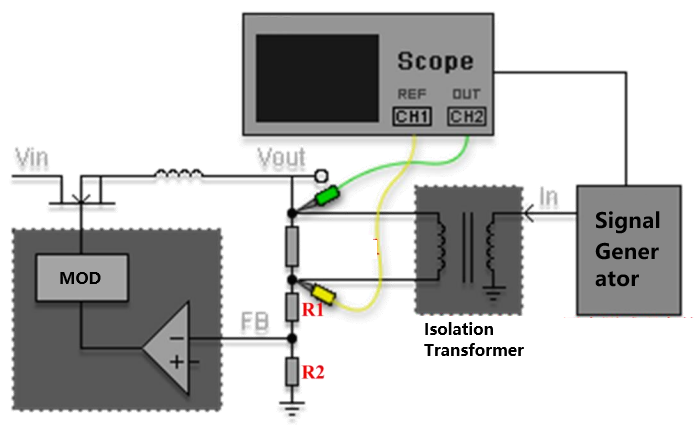 Scope
REF OUT
CH1 CH2
Vin
Vout
In
Signal
Gener
ator
MOD
FB
R1
R2
Isolation
Transformer